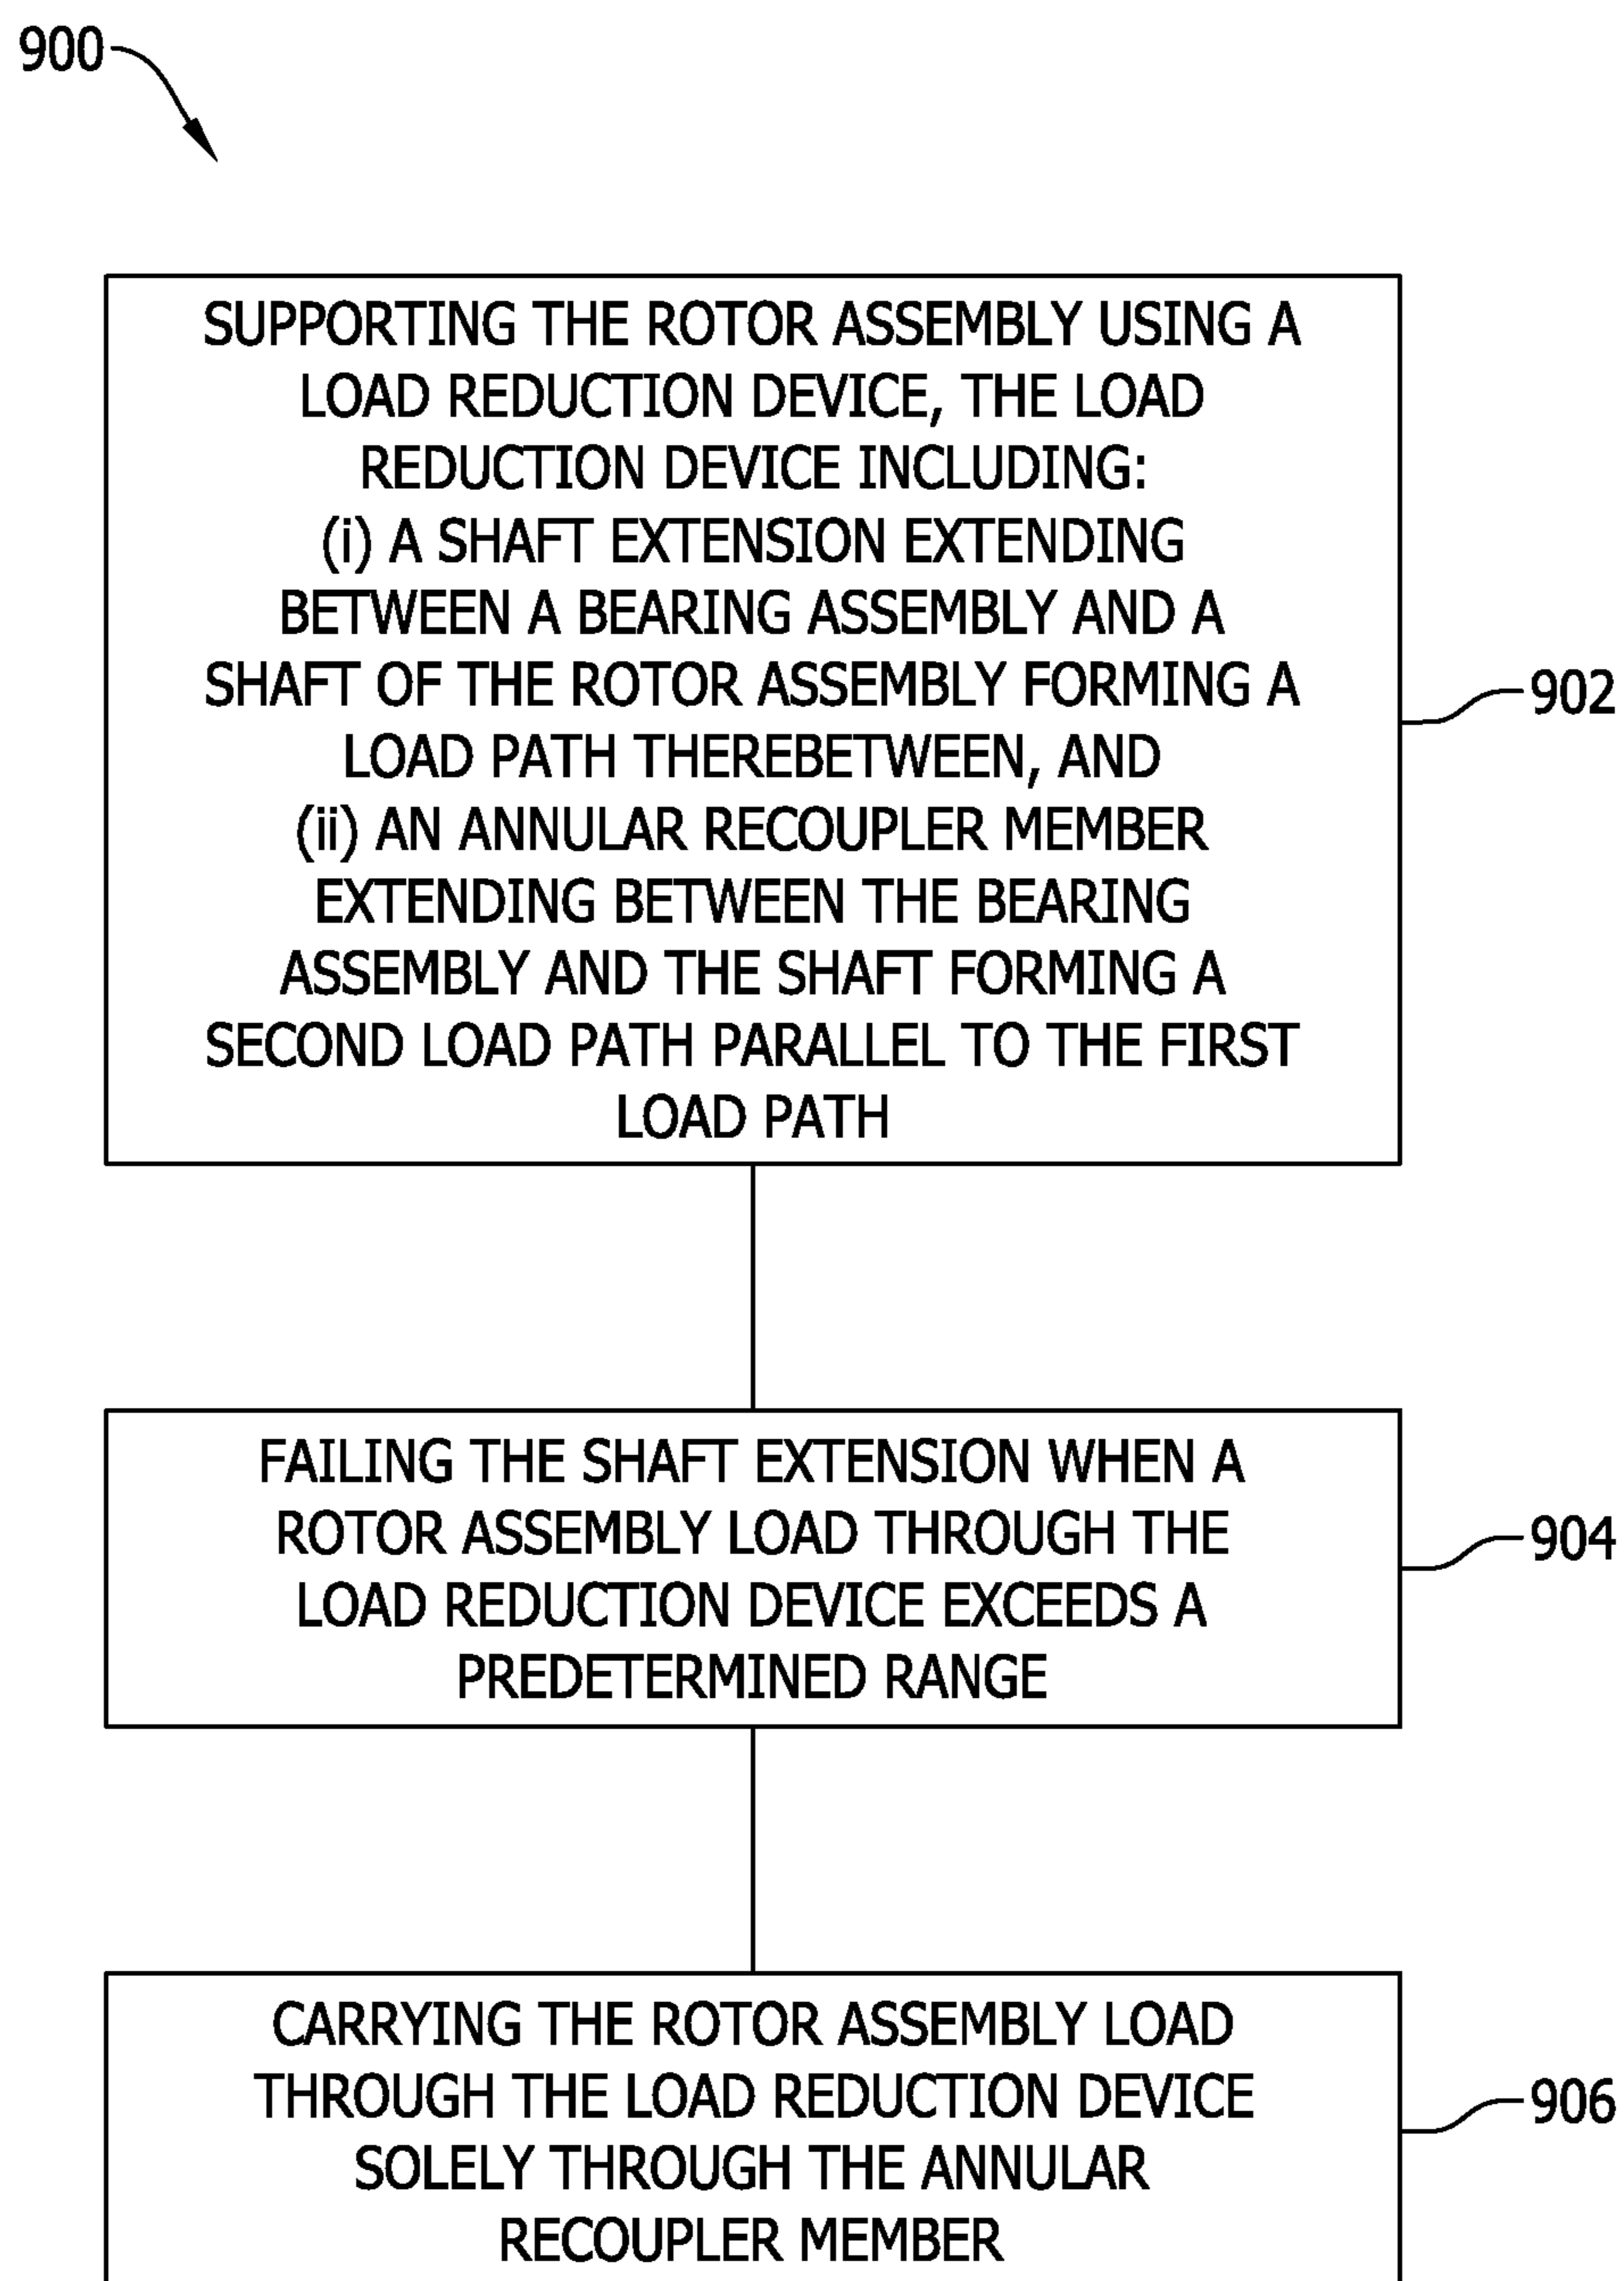 900
SUPPORTING THE ROTOR ASSEMBLY USING A
LOAD REDUCTION DEVICE, THE LOAD
REDUCTION DEVICE INCLUDING:
(i) A SHAFT EXTENSION EXTENDING
BETWEEN A BEARING ASSEMBLY AND A
SHAFT OF THE ROTOR ASSEMBLY FORMING A
LOAD PATH THEREBETWEEN, AND
(ii) AN ANNULAR RECOUPLER MEMBER
EXTENDING BETWEEN THE BEARING
ASSEMBLY AND THE SHAFT FORMING A
SECOND LOAD PATH PARALLEL TO THE FIRST
LOAD PATH
902
FAILING THE SHAFT EXTENSION WHEN A
ROTOR ASSEMBLY LOAD THROUGH THE
LOAD REDUCTION DEVICE EXCEEDS A
PREDETERMINED RANGE
904
CARRYING THE ROTOR ASSEMBLY LOAD
THROUGH THE LOAD REDUCTION DEVICE
SOLELY THROUGH THE ANNULAR
RECOUPLER MEMBER
906